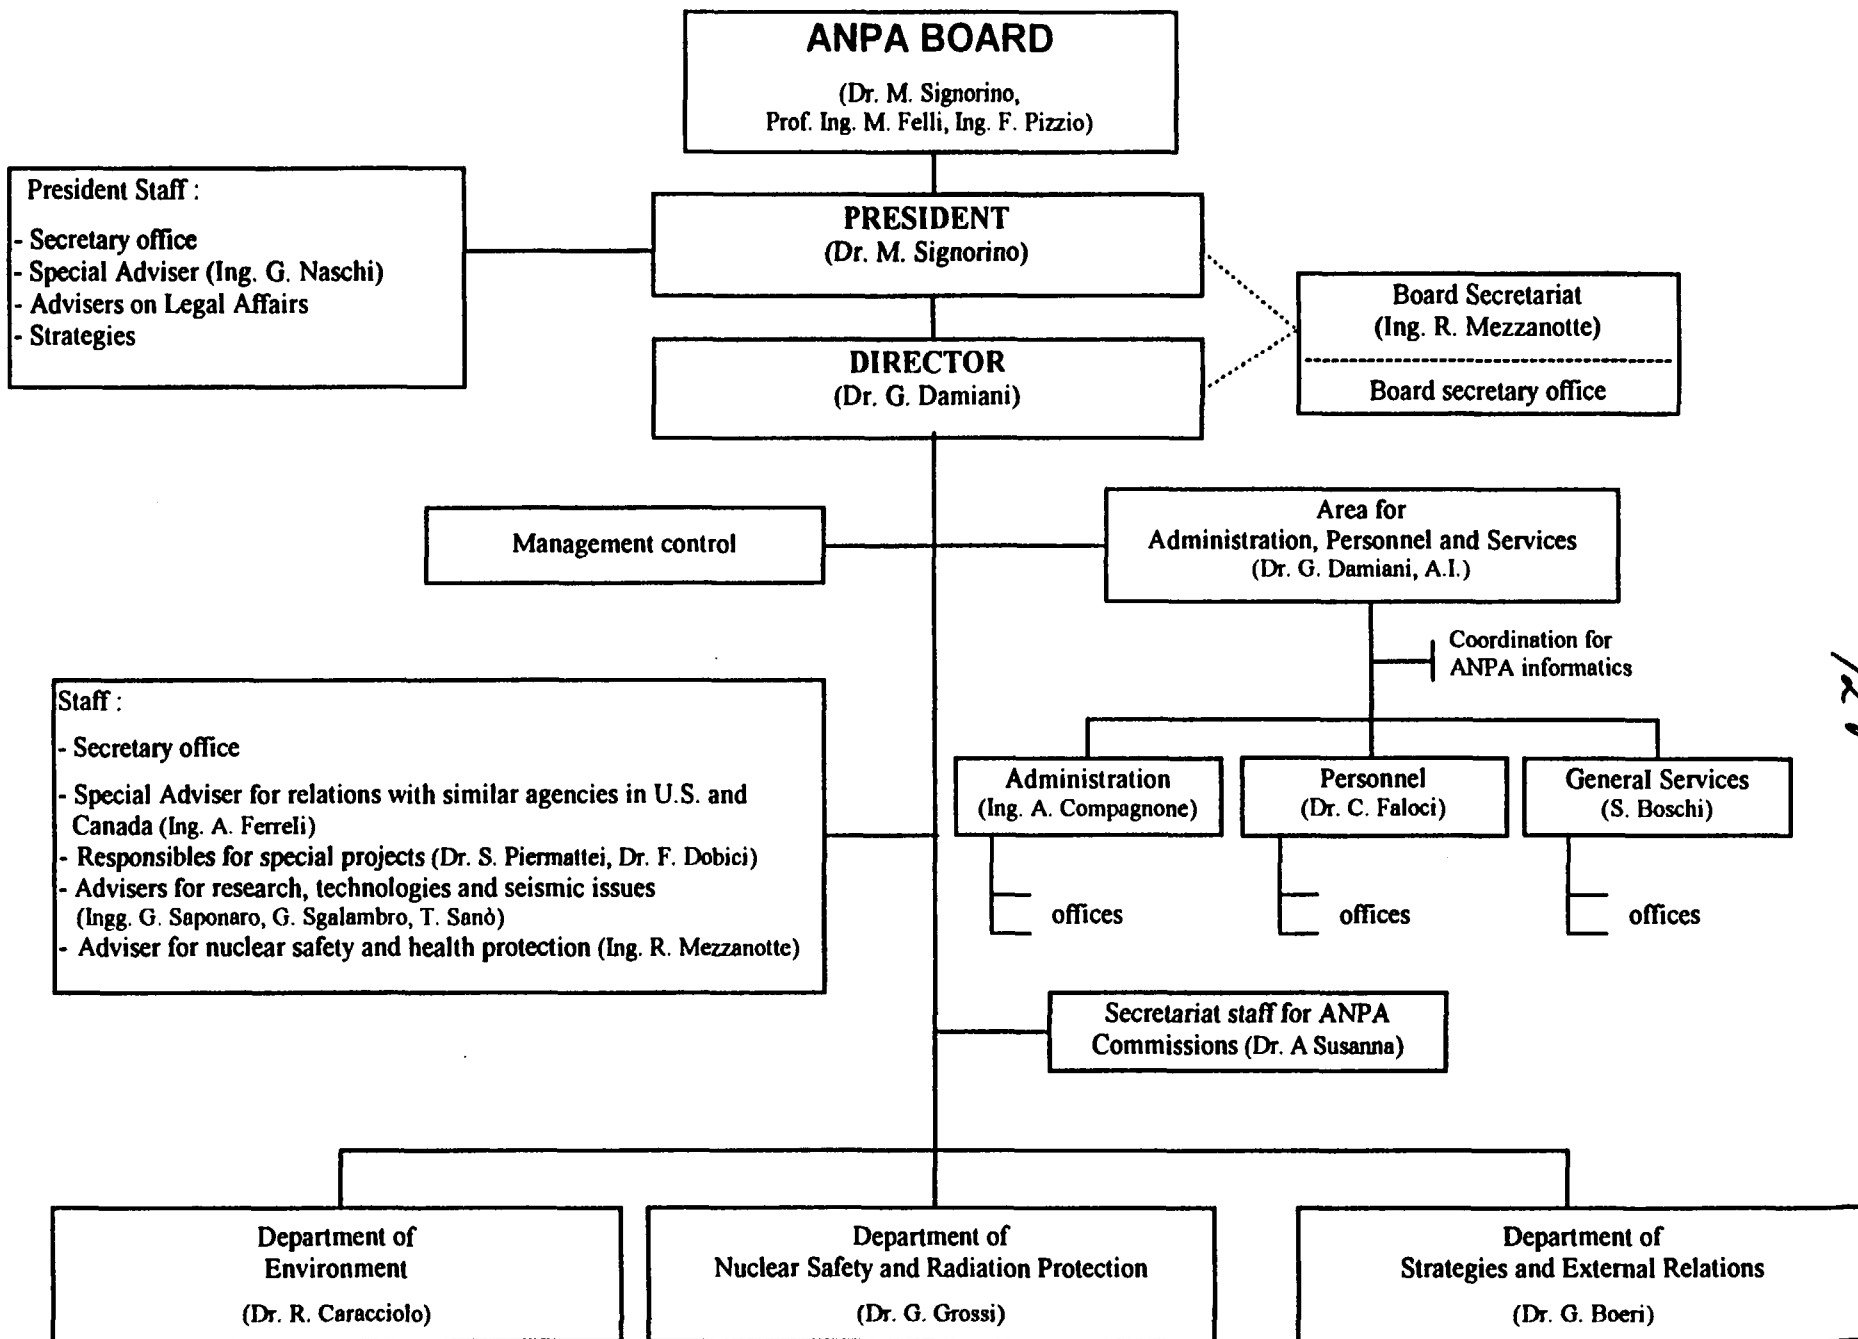 ANPA BOARD
(Dr. M. Signorino,
Prof. Ing. M. Felli, Ing. F. Pizzio)
President Staff :
- Secretary office
- Special Adviser (Ing. G. Naschi)
- Advisers on Legal Affairs
- Strategies
PRESIDENT
(Dr. M. Signorino)
Board Secretariat
(Ing. R. Mezzanotte)
Board secretary office
DIRECTOR
(Dr. G. Damiani)
Management control
Area for
Administration, Personnel and Services
(Dr. G. Damiani, A.I.)
Coordination for
ANPA informatics
Staff :
- Secretary office
- Special Adviser for relations with similar agencies in U.S. and
Canada (Ing. A. Ferreli)
- Responsibles for special projects (Dr. S. Piermattei, Dr. F. Dobici)
- Advisers for research, technologies and seismic issues
(Ingg. G. Saponaro, G. Sgalambro, T. Sanò)
- Adviser for nuclear safety and health protection (Ing. R. Mezzanotte)
Administration
(Ing. A. Compagnone)
offices
Personnel
(Dr. C. Faloci)
offices
General Services
(S. Boschi)
offices
Secretariat staff for ANPA
Commissions (Dr. A Susanna)
Department of
Environment
(Dr. R. Caracciolo)
Department of
Nuclear Safety and Radiation Protection
(Dr. G. Grossi)
Department of
Strategies and External Relations
(Dr. G. Boeri)